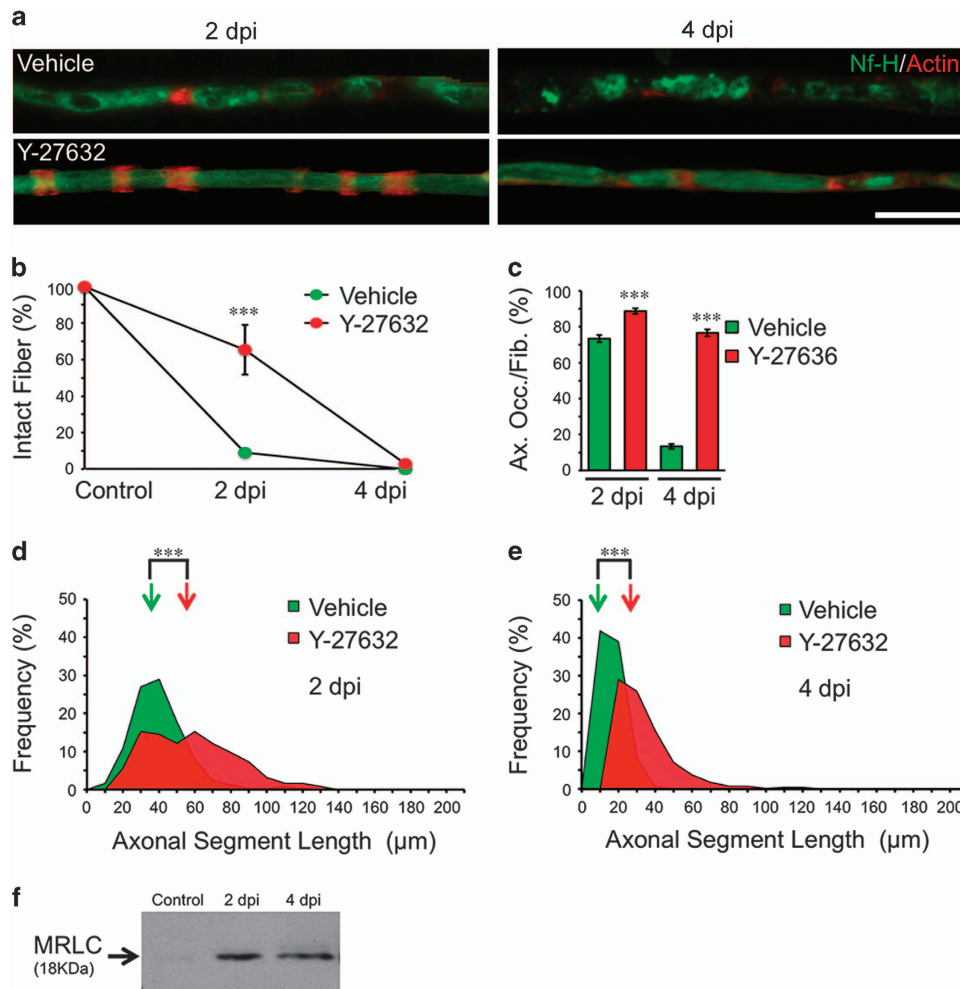 a
2 dpi
4 dpi
Vehicle
Nf-H/Actin
Y-27632
b
Intact Fiber (%)
100
80
60
40
20
0
***
Vehicle
Y-27632
Control 2 dpi 4 dpi
c
Ax. Occ./Fib. (%)
100
80
60
40
20
0
***
***
Vehicle
Y-27636
2 dpi 4 dpi
d
***
Frequency (%)
50
40
30
20
10
0
Vehicle
Y-27632
2 dpi
0 20 40 60 80 100 120 140 160 180 200
Axonal Segment Length (µm)
e
***
Frequency (%)
50
40
30
20
10
0
Vehicle
Y-27632
4 dpi
0 20 40 60 80 100 120 140 160 180 200
Axonal Segment Length (µm)
f
Control 2 dpi 4 dpi
MRLC
(18KDa)